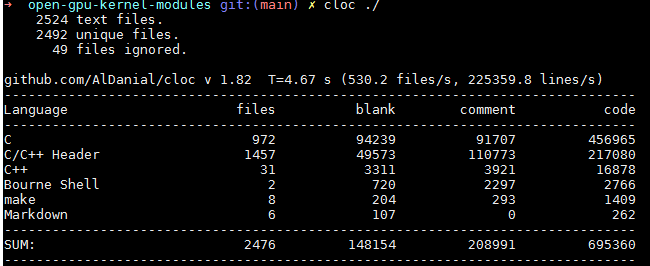 ➜  open-gpu-kernel-modules git:(main) ✗ cloc ./
    2524 text files.
    2492 unique files.
      49 files ignored.
github.com/AlDanial/cloc v 1.82  T=4.67 s (530.2 files/s, 225359.8 lines/s)
-------------------------------------------------------------------------------
Language                     files          blank        comment           code
-------------------------------------------------------------------------------
C                              972          94239          91707         456965
C/C++ Header                  1457          49573         110773         217080
C++                             31           3311           3921          16878
Bourne Shell                     2            720           2297           2766
make                             8            204            293           1409
Markdown                         6            107              0            262
-------------------------------------------------------------------------------
SUM:                          2476         148154         208991         695360
-------------------------------------------------------------------------------